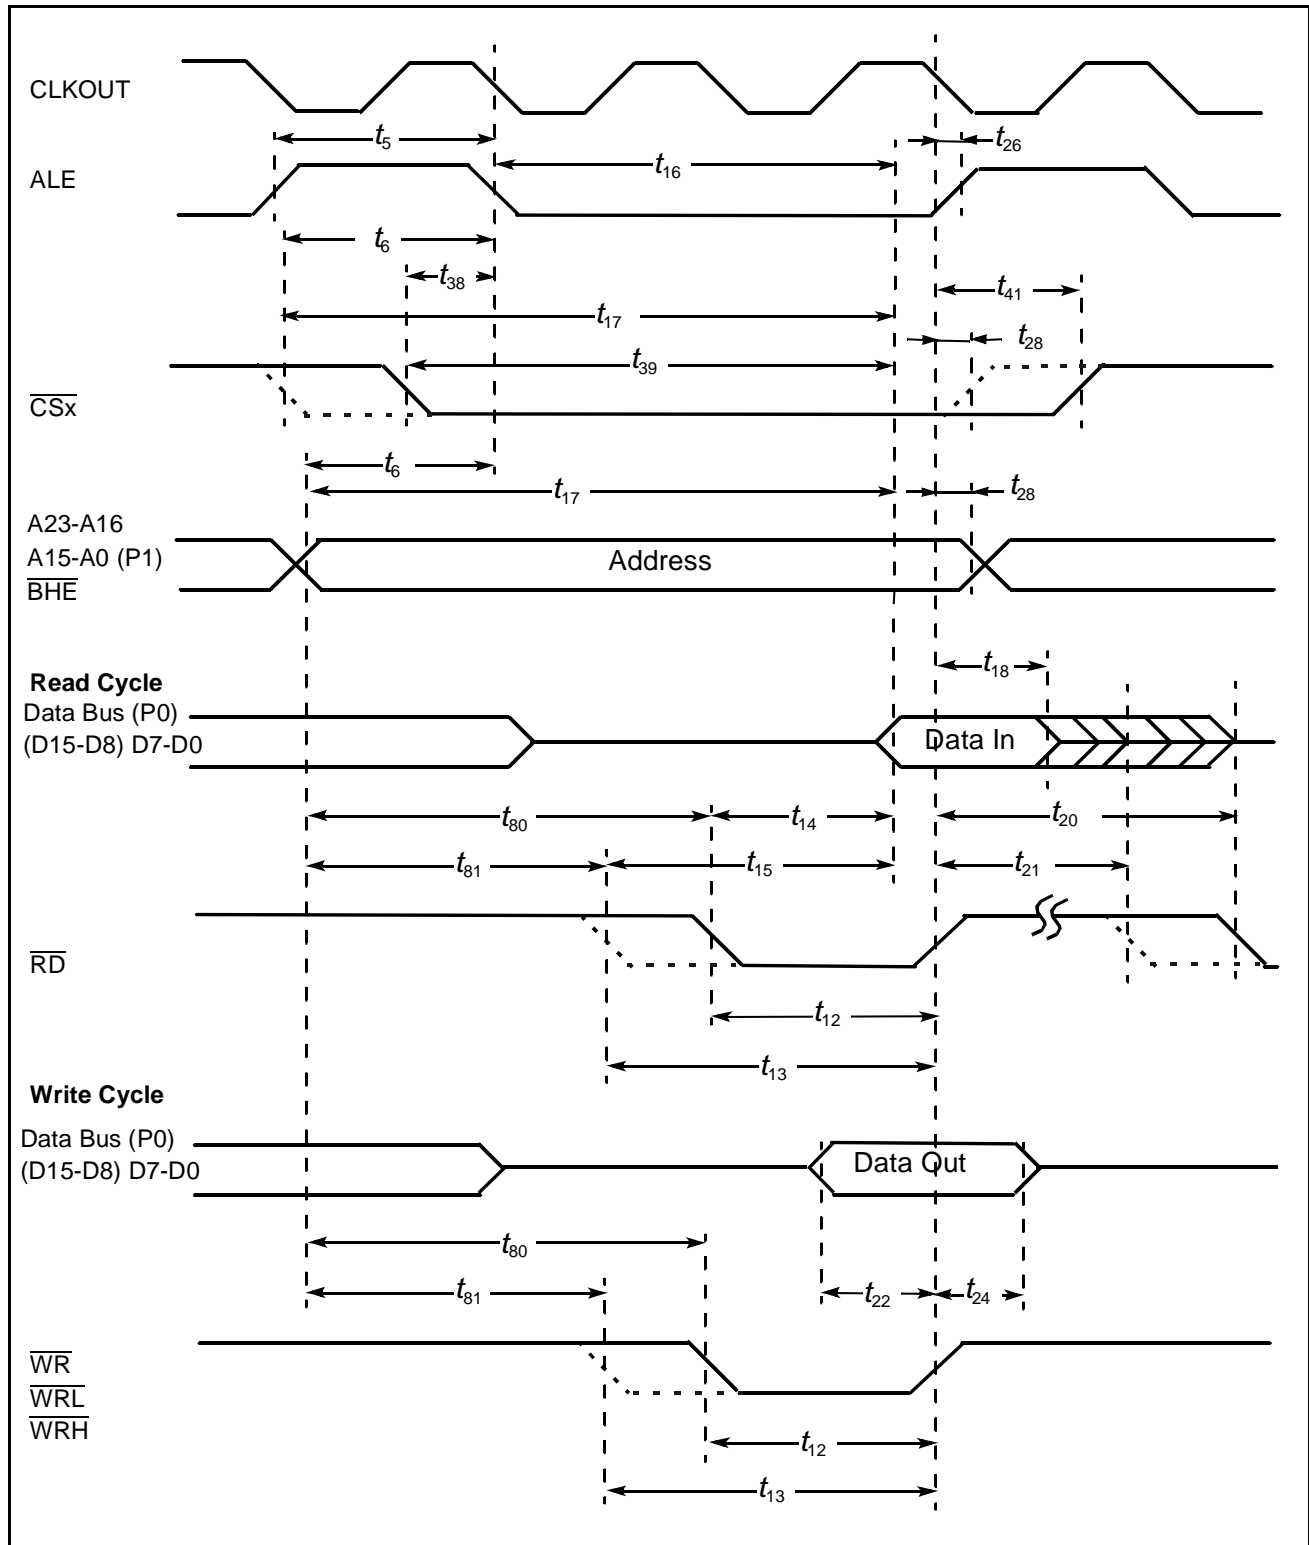 CLKOUT
t5
t26
t16
ALE
t6
t38
t41
t17
t28
t39
CSx
t6
t17
t28
A23-A16
A15-A0 (P1)
Address
BHE
t18
Read Cycle
Data Bus (P0)
(D15-D8) D7-D0
Data In
t80
t14
t20
t81
t15
t21
RD
t12
t13
Write Cycle
Data Bus (P0)
(D15-D8) D7-D0
Data Out
t80
t81
t22
t24
WR
WRL
WRH
t12
t13